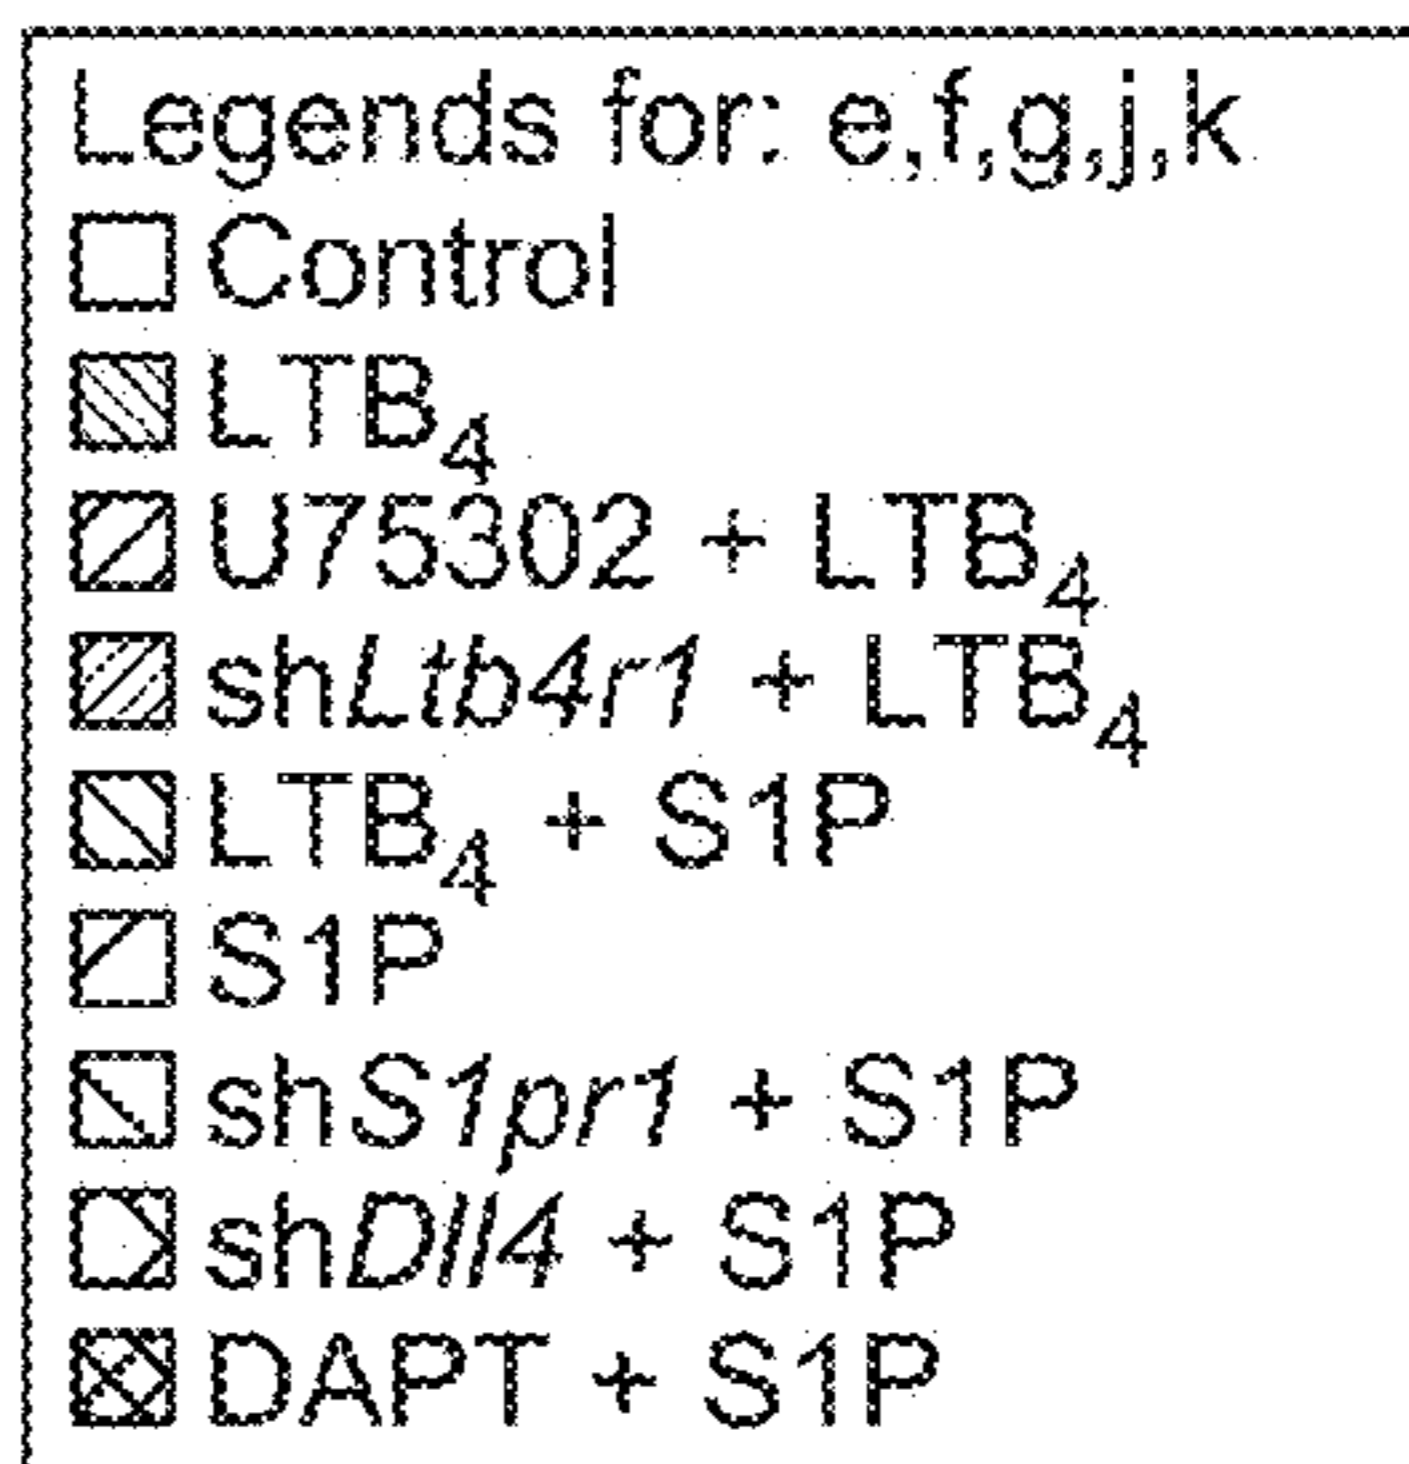 Legends for: e,f,g,j,k
Control
LTB₄
U75302 + LTB₄
shLtb4r1 + LTB₄
LTB₄ + S1P
S1P
shS1pr1 + S1P
shDll4 + S1P
DAPT + S1P